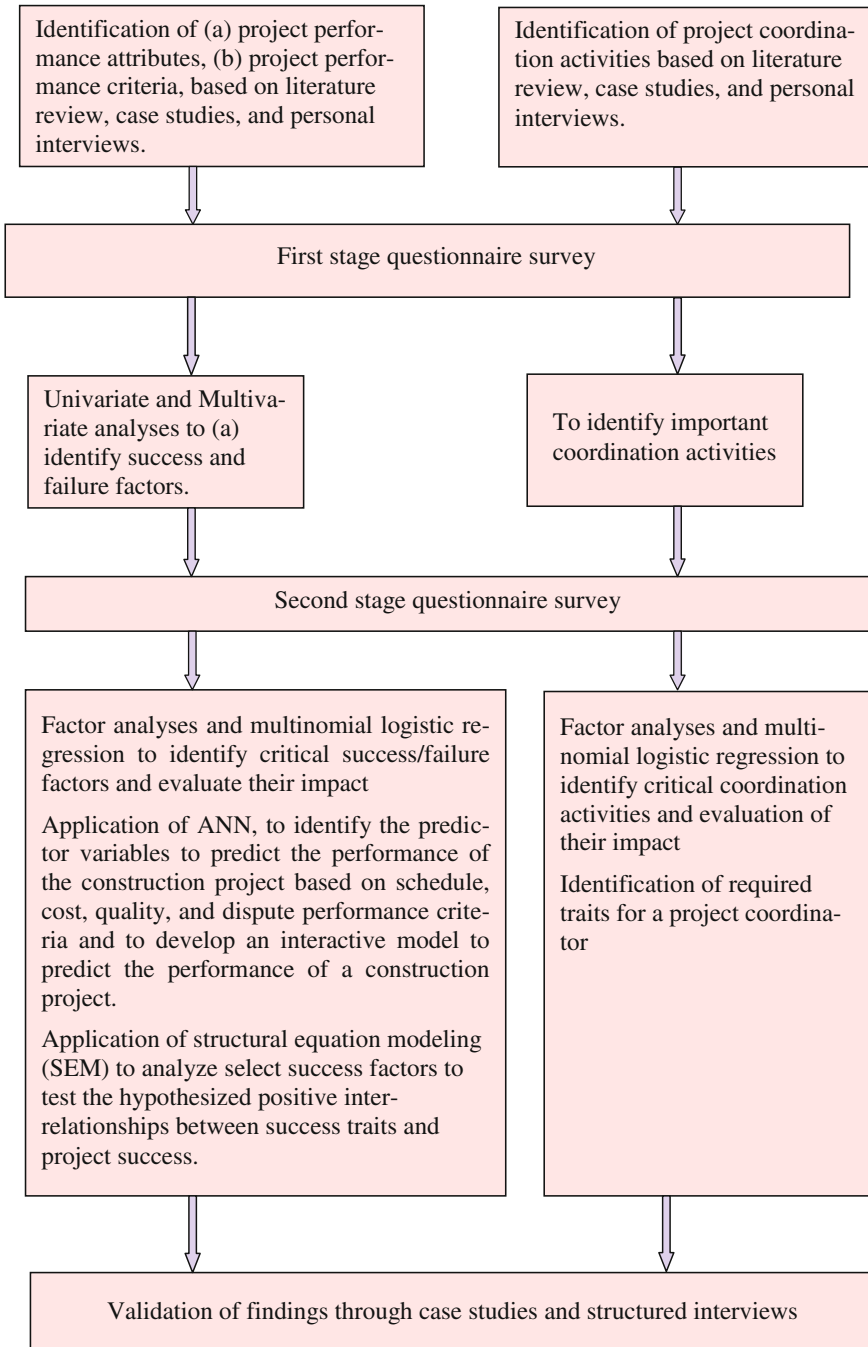 Identification of (a) project perfor-
mance attributes, (b) project perfor-
mance criteria, based on literature
review, case studies, and personal
interviews.
Identification of project coordina-
tion activities based on literature
review, case studies, and personal
interviews.
First stage questionnaire survey
Univariate and Multiva-
riate analyses to (a)
identify success and
failure factors.
To identify important
coordination activities
Second stage questionnaire survey
Factor analyses and multinomial logistic re-
gression to identify critical success/failure
factors and evaluate their impact
Application of ANN, to identify the predic-
tor variables to predict the performance of
the construction project based on schedule,
cost, quality, and dispute performance crite-
ria and to develop an interactive model to
predict the performance of a construction
project.
Application of structural equation modeling
(SEM) to analyze select success factors to
test the hypothesized positive inter-
relationships between success traits and
project success.
Factor analyses and multi-
nomial logistic regression to
identify critical coordination
activities and evaluation of
their impact
Identification of required
traits for a project coordina-
tor
Validation of findings through case studies and structured interviews